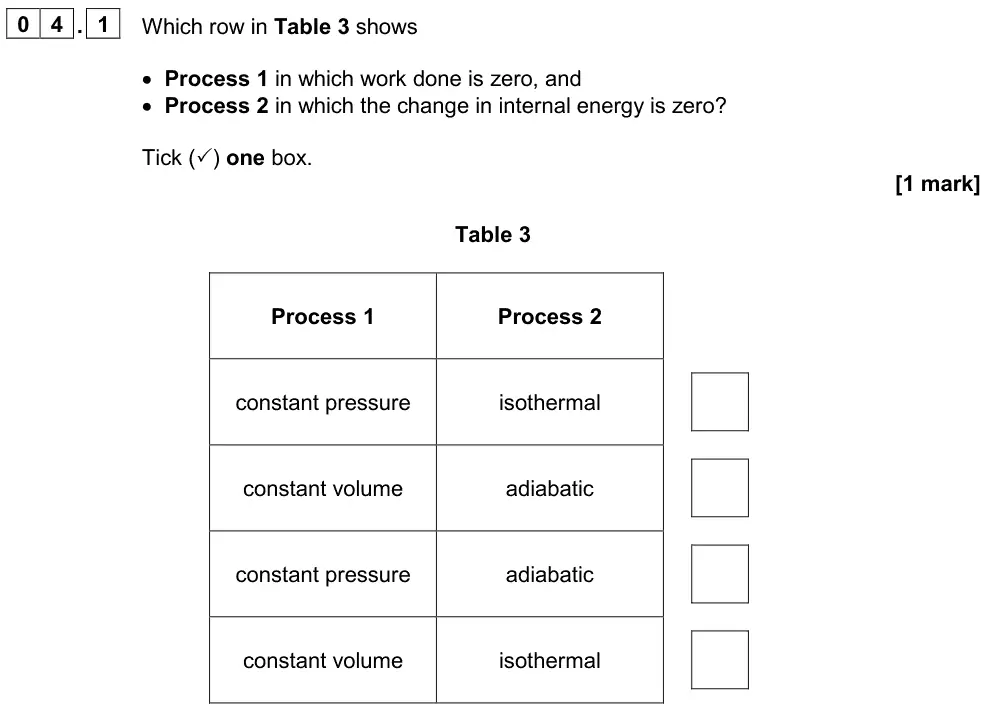 0 4 . 1 Which row in Table 3 shows
• Process 1 in which work done is zero, and
• Process 2 in which the change in internal energy is zero?
Tick (✓) one box.
[1 mark]
Table 3
Process 1 Process 2
constant pressure isothermal
constant volume adiabatic
constant pressure adiabatic
constant volume isothermal